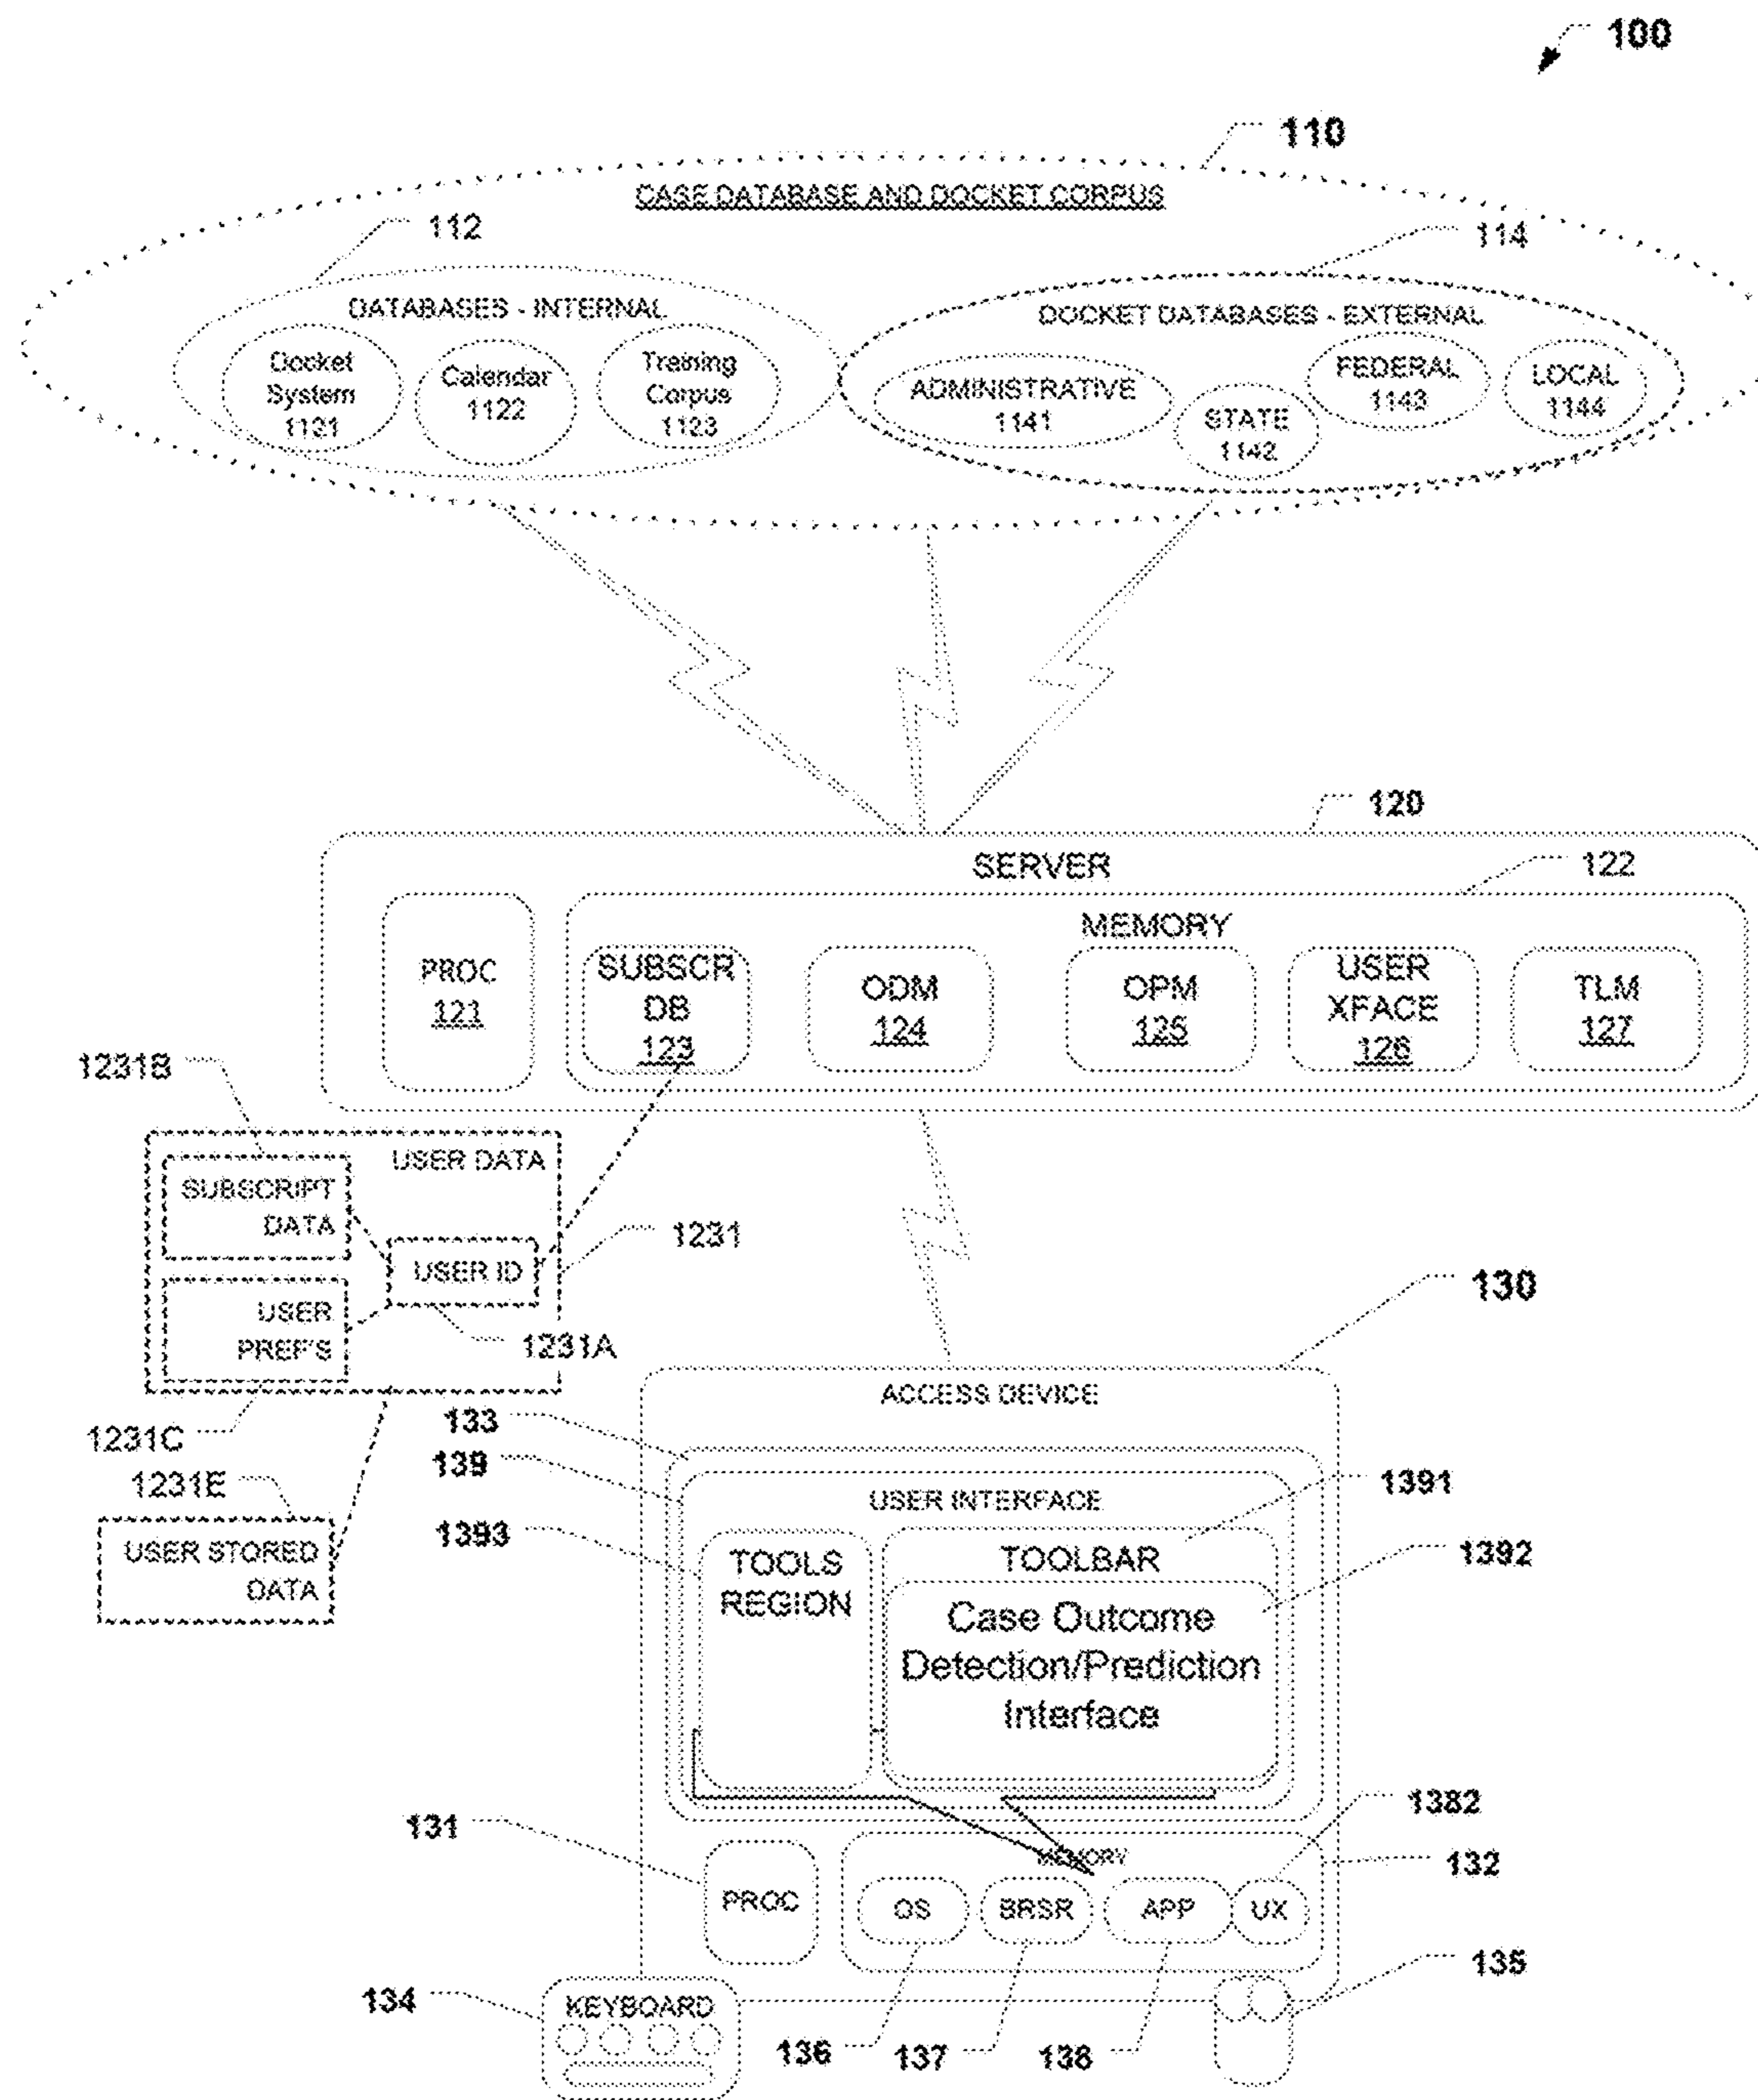 100
110
CASE DATABASE AND DOCKET CORPUS
112
114
DATABASES - INTERNAL
DOCKET DATABASES - EXTERNAL
Docket
System
1121
Calendar
1122
Training
Corpus
1123
ADMINISTRATIVE
1141
STATE
1142
FEDERAL
1143
LOCAL
1144
120
SERVER
122
MEMORY
PROC
121
SUBSCR
DB
123
ODM
124
OPM
125
USER
XFACE
126
TLM
127
1231B
USER DATA
SUBSCRIPT
DATA
USER ID
1231
USER
PREF'S
1231A
1231C
1231E
USER STORED
DATA
130
ACCESS DEVICE
133
139
USER INTERFACE
1391
1393
TOOLS
REGION
TOOLBAR
1392
Case Outcome
Detection/Prediction
Interface
1382
131
MEMORY
132
PROC
OS
BRSR
APP
UX
135
134
KEYBOARD
136
137
138